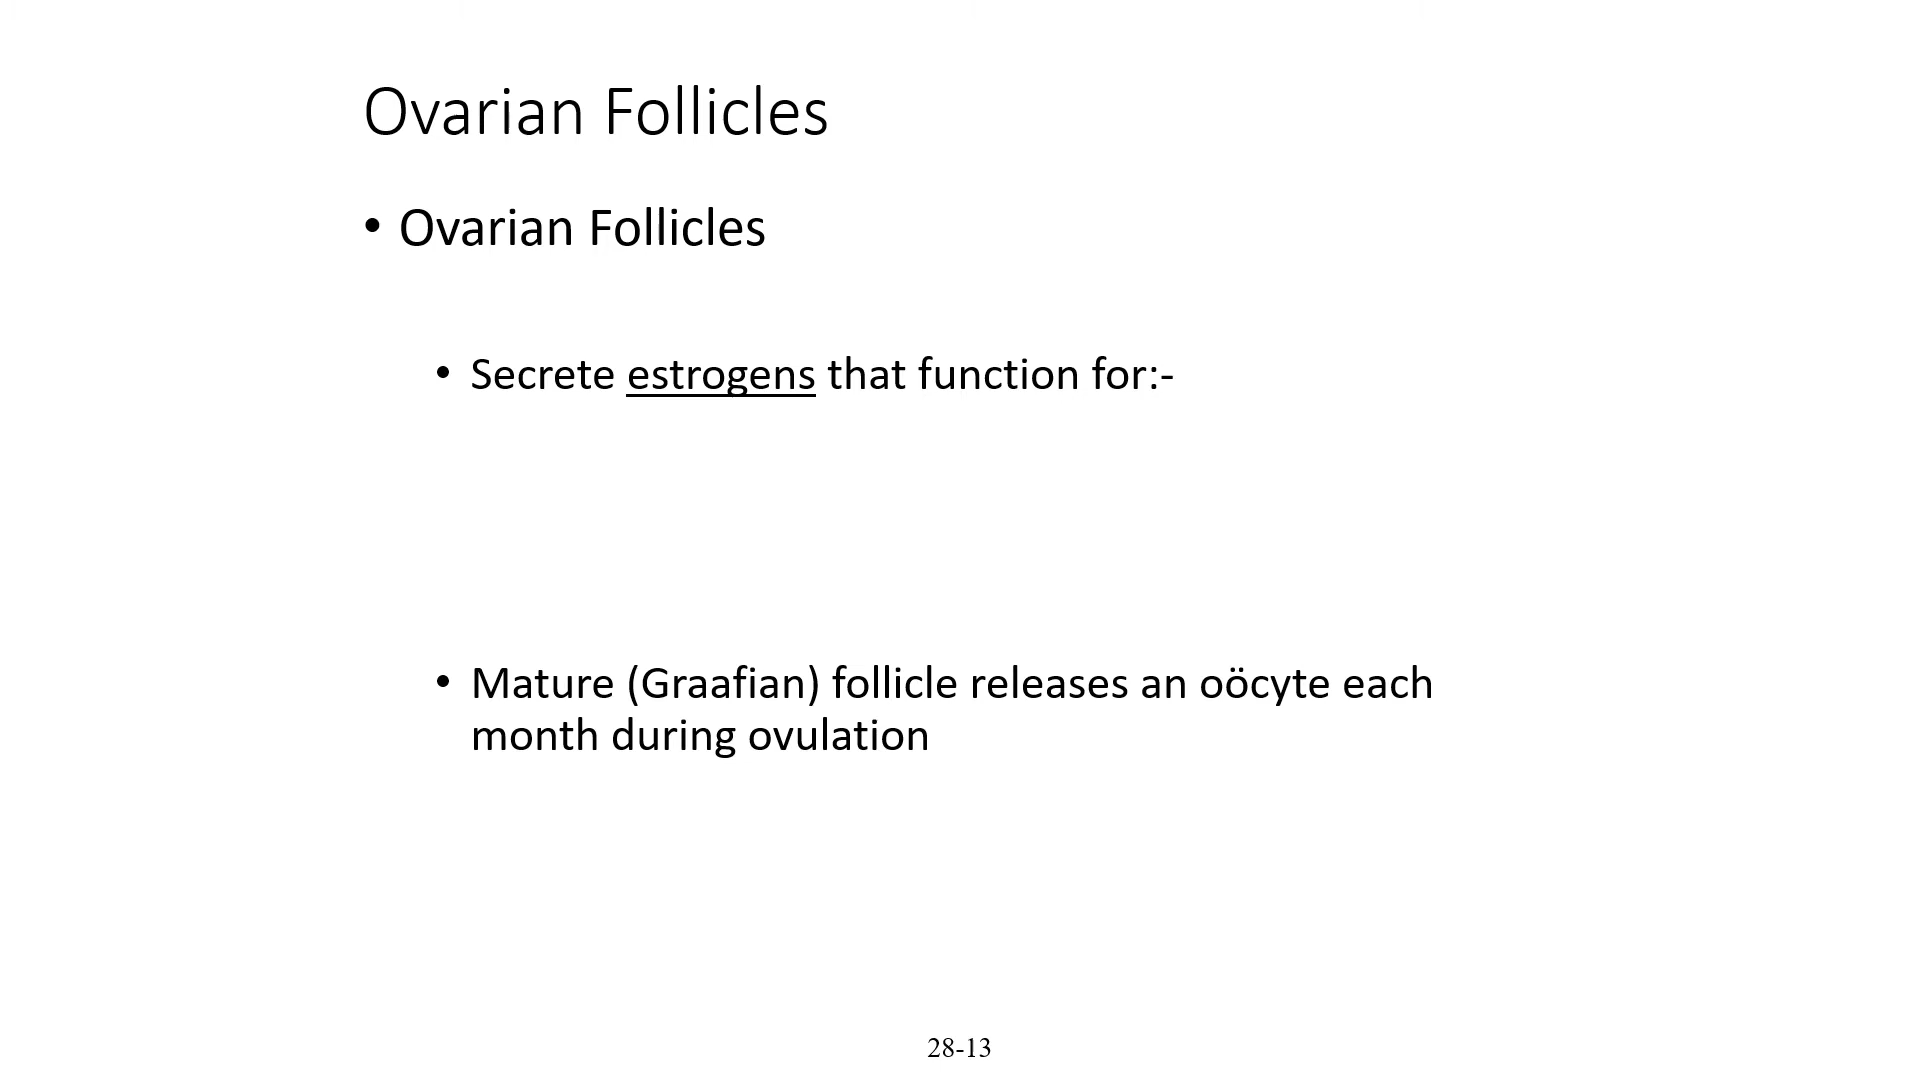 Ovarian Follicles
• Ovarian Follicles
• Secrete estrogens that function for:-
• Mature (Graafian) follicle releases an oöcyte each
month during ovulation
28-13